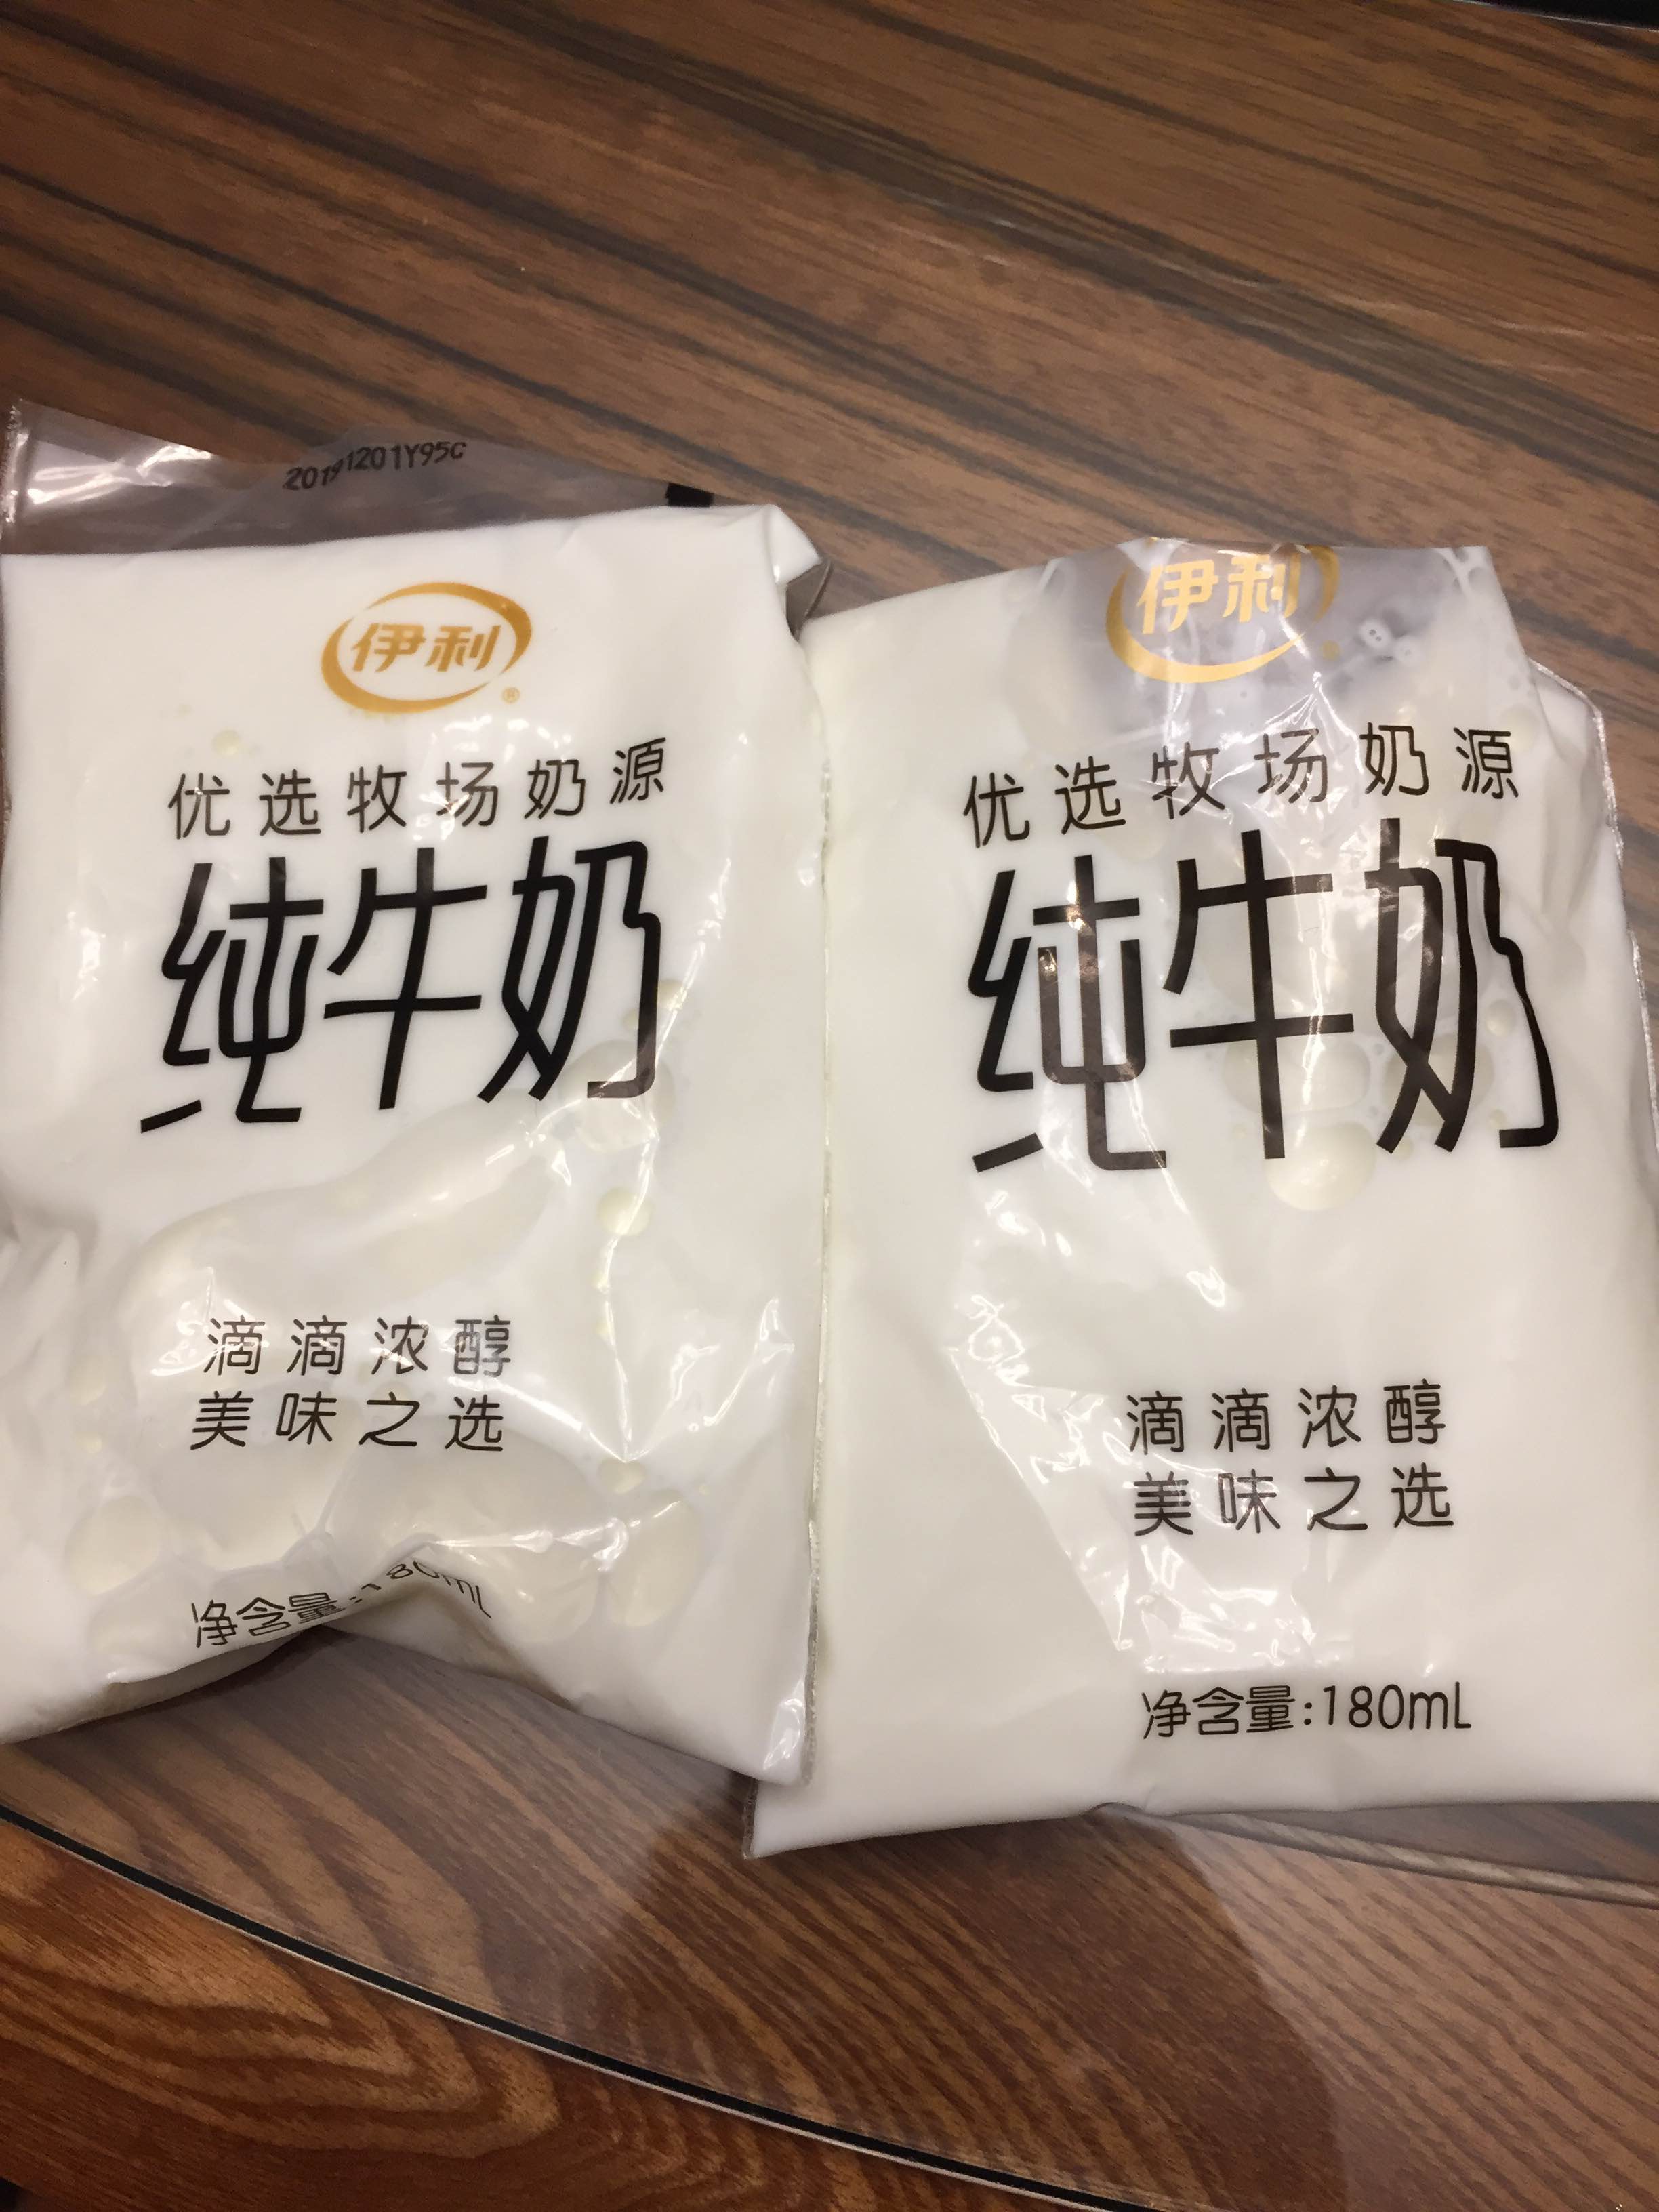 20191201Y95C
伊利
®
优选牧场奶源
纯牛奶
滴滴浓醇
美味之选
净含量:180mL
伊利
®
优选牧场奶源
纯牛奶
滴滴浓醇
美味之选
净含量:180mL